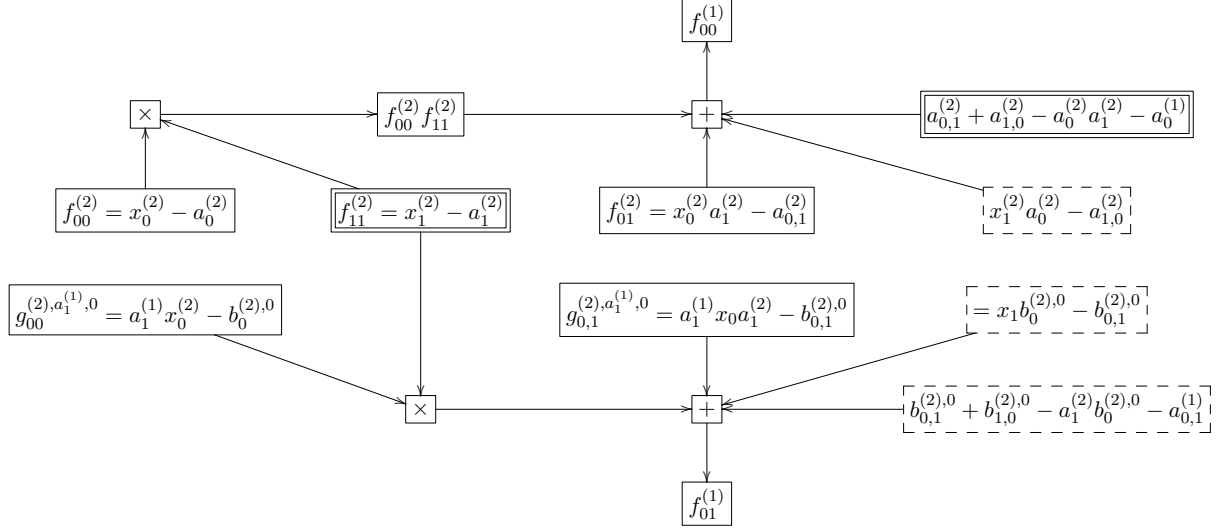 $f_{00}^{(1)}$
$\times$
$f_{00}^{(2)} f_{11}^{(2)}$
$+$
$a_{0,1}^{(2)} + a_{1,0}^{(2)} - a_0^{(2)} a_1^{(2)} - a_0^{(1)}$
$f_{00}^{(2)} = x_0^{(2)} - a_0^{(2)}$
$f_{11}^{(2)} = x_1^{(2)} - a_1^{(2)}$
$f_{01}^{(2)} = x_0^{(2)} a_1^{(2)} - a_{0,1}^{(2)}$
$x_1^{(2)} a_0^{(2)} - a_{1,0}^{(2)}$
$g_{00}^{(2),a_1^{(1)},0} = a_1^{(1)} x_0^{(2)} - b_0^{(2),0}$
$g_{0,1}^{(2),a_1^{(1)},0} = a_1^{(1)} x_0 a_1^{(2)} - b_{0,1}^{(2),0}$
$= x_1 b_0^{(2),0} - b_{0,1}^{(2),0}$
$\times$
$+$
$b_{0,1}^{(2),0} + b_{1,0}^{(2),0} - a_1^{(2)} b_0^{(2),0} - a_{0,1}^{(1)}$
$f_{01}^{(1)}$